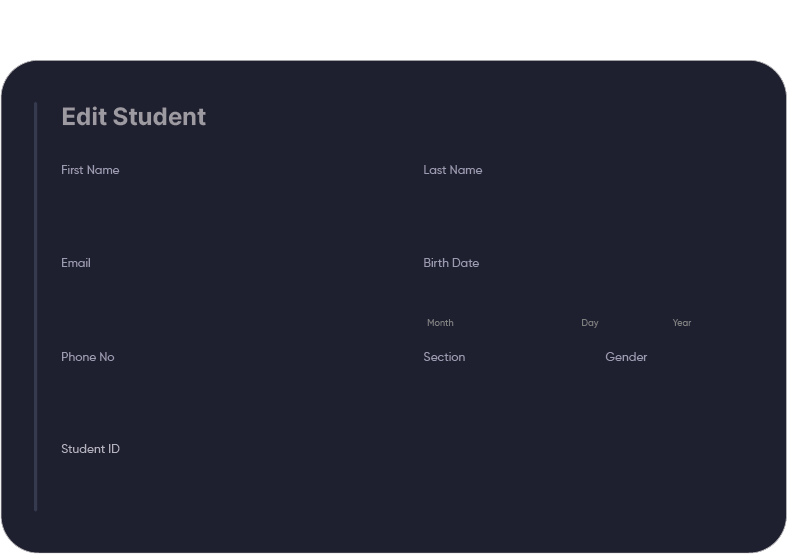 Edit Student
First Name
Last Name
Email
Birth Date
Month
Day
Year
Phone No
Section
Gender
Student ID